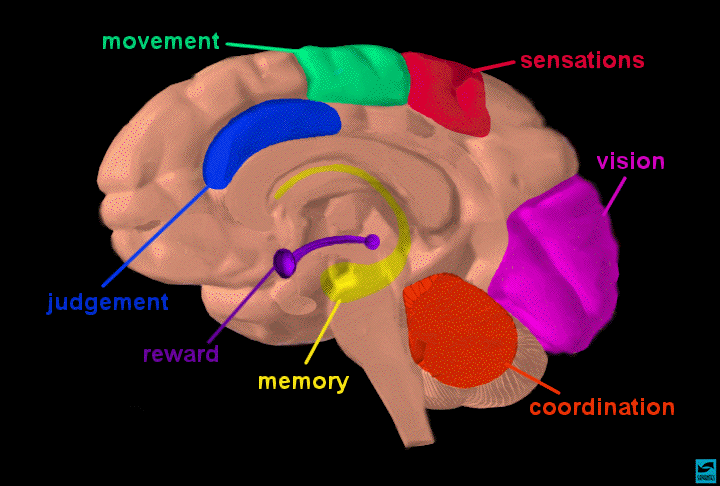 movement
sensations
vision
judgement
reward
memory
coordination